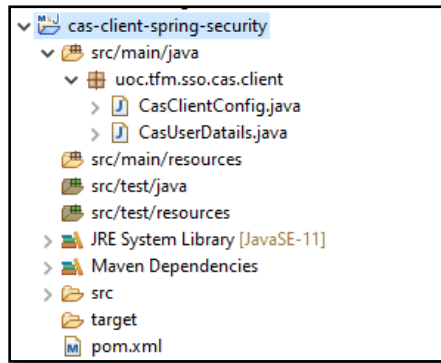 cas-client-spring-security
src/main/java
uoc.tfm.sso.cas.client
CasClientConfig.java
CasUserDatails.java
src/main/resources
src/test/java
src/test/resources
JRE System Library [JavaSE-11]
Maven Dependencies
src
target
pom.xml